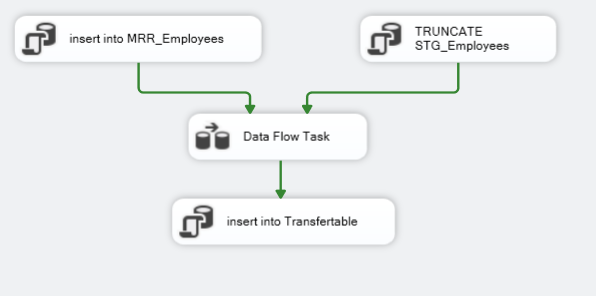 insert into MRR_Employees
TRUNCATE
STG_Employees
Data Flow Task
insert into Transfertable